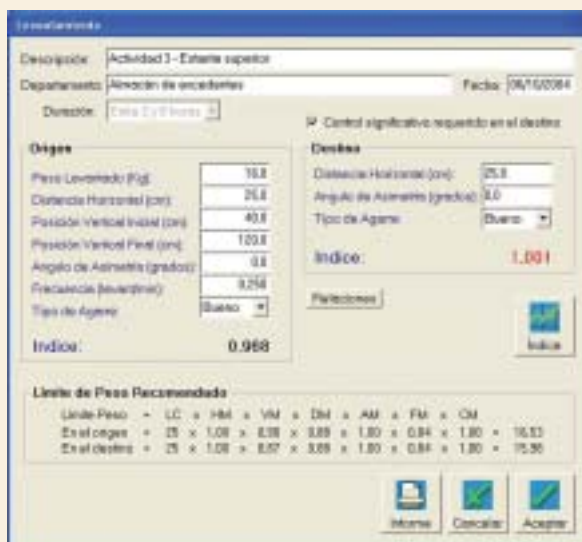 Levantamiento
Descripción: Actividad 3 - Estante superior
Departamento: Almacén de excedentes Fecha: 06/10/2004
Duración: Entre 2 y 8 horas
Control significativo requerido en el destino
Origen
Peso Levantado (Kg): 16,0
Distancia Horizontal (cm): 25,0
Posición Vertical Inicial (cm): 40,0
Posición Vertical Final (cm): 120,0
Angulo de Asimetría (grados): 0,0
Frecuencia (levant/min): 0,250
Tipo de Agarre: Bueno
Indice: 0.968
Destino
Distancia Horizontal (cm): 25,0
Angulo de Asimetría (grados): 0,0
Tipo de Agarre: Bueno
Indice: 1.001
Indice
Límite de Peso Recomendado
Límite Peso = LC x HM x VM x DM x AM x FM x CM
En el origen = 25 x 1.00 x 0.90 x 0.88 x 1.00 x 0.84 x 1.00 = 16.53
En el destino = 25 x 1.00 x 0.87 x 0.88 x 1.00 x 0.84 x 1.00 = 15.98
Informe Cancelar Aceptar